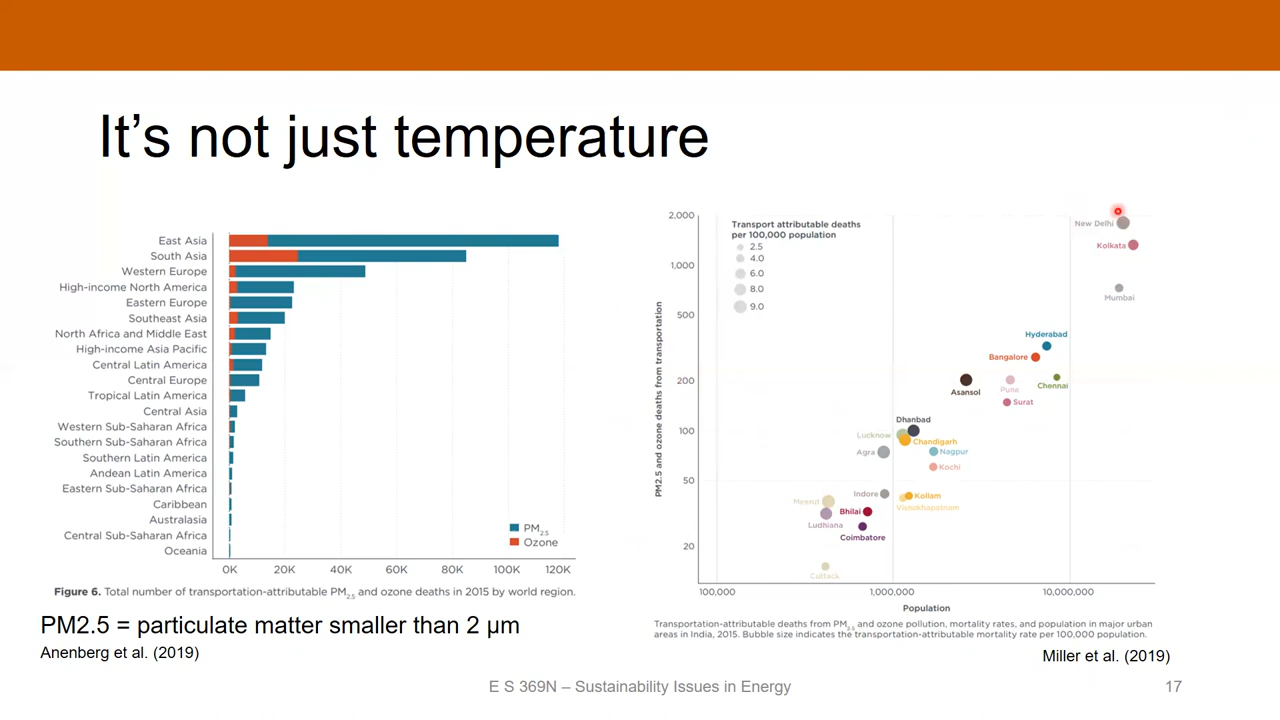 It's not just temperature
East Asia
South Asia
Western Europe
High-income North America
Eastern Europe
Southeast Asia
North Africa and Middle East
High-income Asia Pacific
Central Latin America
Central Europe
Tropical Latin America
Central Asia
Western Sub-Saharan Africa
Southern Sub-Saharan Africa
Southern Latin America
Andean Latin America
Eastern Sub-Saharan Africa
Caribbean
Australasia
Central Sub-Saharan Africa
Oceania
PM2.5
Ozone
0K 20K 40K 60K 80K 100K 120K
Figure 6. Total number of transportation-attributable PM2.5 and ozone deaths in 2015 by world region.
PM2.5 = particulate matter smaller than 2 µm
Anenberg et al. (2019)
PM2.5 and ozone deaths from transportation
2,000
1,000
500
200
100
50
20
Transport attributable deaths
per 100,000 population
2.5
4.0
6.0
8.0
9.0
New Delhi
Kolkata
Mumbai
Hyderabad
Bangalore
Asansol
Pune
Chennai
Surat
Dhanbad
Lucknow
Chandigarh
Agra
Nagpur
Kochi
Indore
Kollam
Meerut
Vishakhapatnam
Bhilai
Ludhiana
Coimbatore
Cuttack
100,000 1,000,000 10,000,000
Population
Transportation-attributable deaths from PM2.5 and ozone pollution, mortality rates, and population in major urban
areas in India, 2015. Bubble size indicates the transportation-attributable mortality rate per 100,000 population.
Miller et al. (2019)
E S 369N – Sustainability Issues in Energy
17